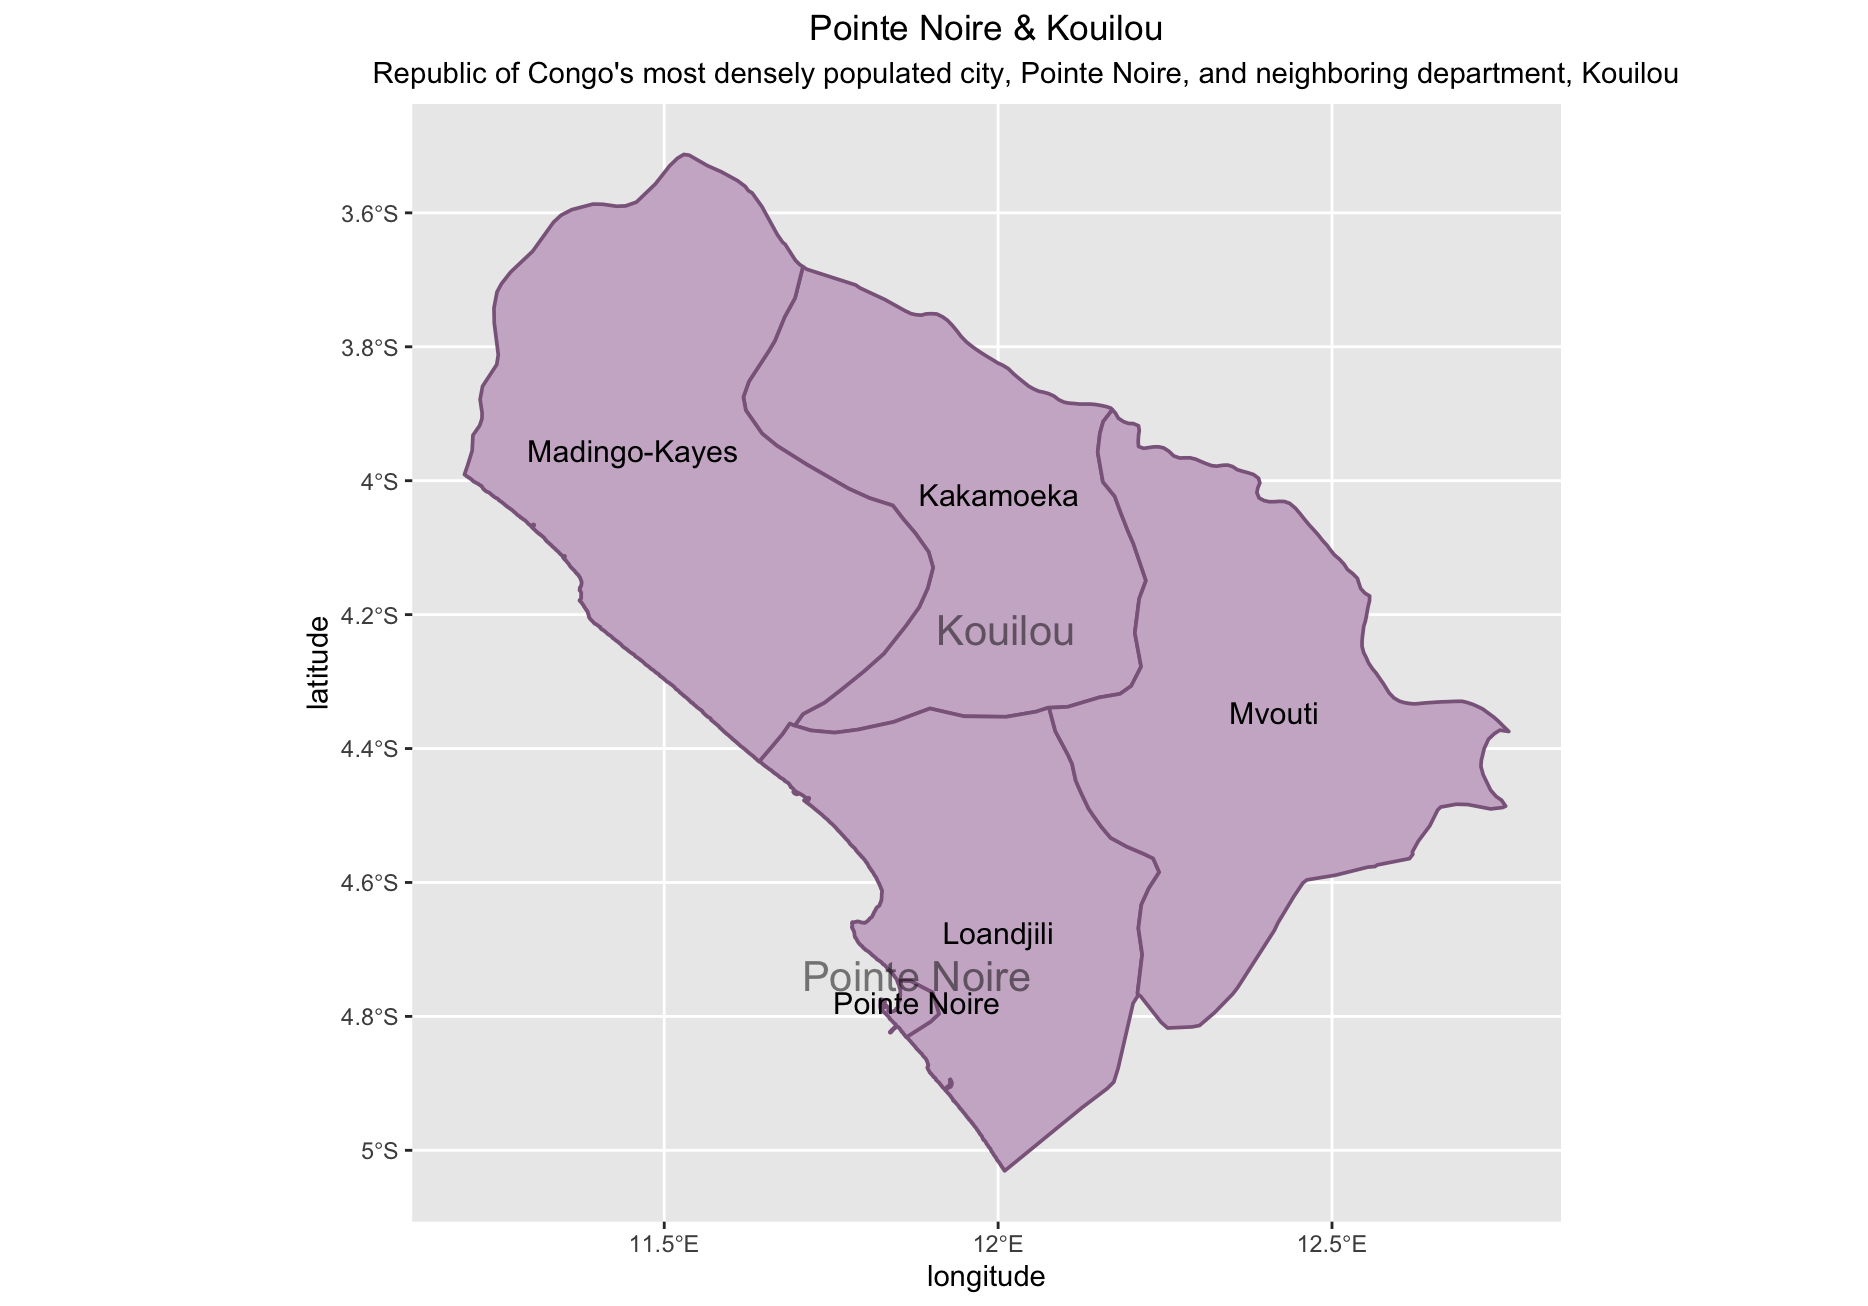 Pointe Noire & Kouilou
Republic of Congo's most densely populated city, Pointe Noire, and neighboring department, Kouilou
3.6°S
3.8°S
4°S
4.2°S
4.4°S
4.6°S
4.8°S
5°S
latitude
Madingo-Kayes
Kakamoeka
Kouilou
Mvouti
Loandjili
Pointe Noire
Pointe Noire
11.5°E
12°E
12.5°E
longitude